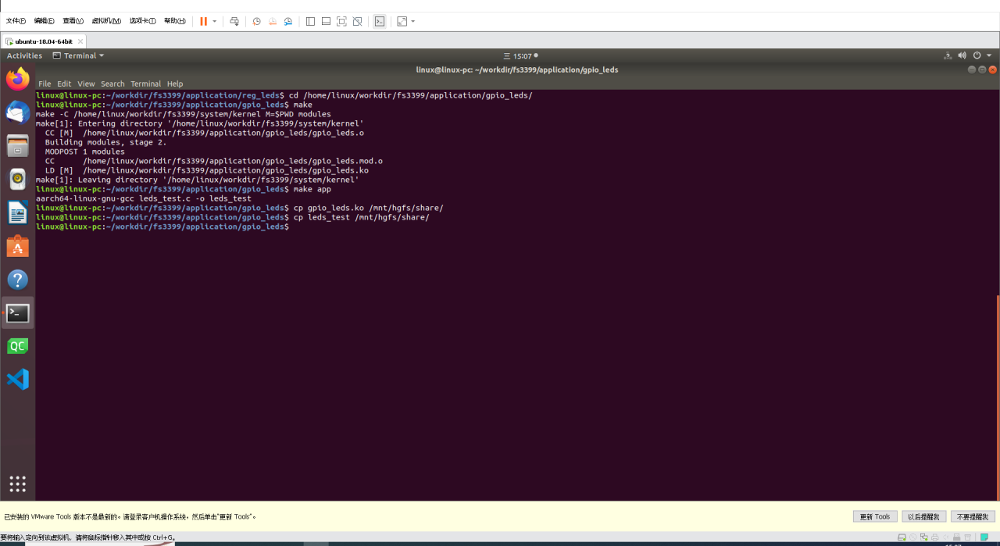 文件(F) 编辑(E) 查看(V) 虚拟机(M) 选项卡(T) 帮助(H)
ubuntu-18.04-64bit
Activities Terminal 三 15:07
linux@linux-pc: ~/workdir/fs3399/application/gpio_leds
File Edit View Search Terminal Help
linux@linux-pc:~/workdir/fs3399/application/reg_leds$ cd /home/linux/workdir/fs3399/application/gpio_leds/
linux@linux-pc:~/workdir/fs3399/application/gpio_leds$ make
make -C /home/linux/workdir/fs3399/system/kernel M=$PWD modules
make[1]: Entering directory '/home/linux/workdir/fs3399/system/kernel'
CC [M] /home/linux/workdir/fs3399/application/gpio_leds/gpio_leds.o
Building modules, stage 2.
MODPOST 1 modules
CC /home/linux/workdir/fs3399/application/gpio_leds/gpio_leds.mod.o
LD [M] /home/linux/workdir/fs3399/application/gpio_leds/gpio_leds.ko
make[1]: Leaving directory '/home/linux/workdir/fs3399/system/kernel'
linux@linux-pc:~/workdir/fs3399/application/gpio_leds$ make app
aarch64-linux-gnu-gcc leds_test.c -o leds_test
linux@linux-pc:~/workdir/fs3399/application/gpio_leds$ cp gpio_leds.ko /mnt/hgfs/share/
linux@linux-pc:~/workdir/fs3399/application/gpio_leds$ cp leds_test /mnt/hgfs/share/
linux@linux-pc:~/workdir/fs3399/application/gpio_leds$
QC
已安装的 VMware Tools 版本不是最新的。请登录客户机操作系统，然后单击"更新 Tools"。 更新 Tools 以后提醒我 不要提醒我
要将输入定向到该虚拟机，请将鼠标指针移入其中或按 Ctrl+G。